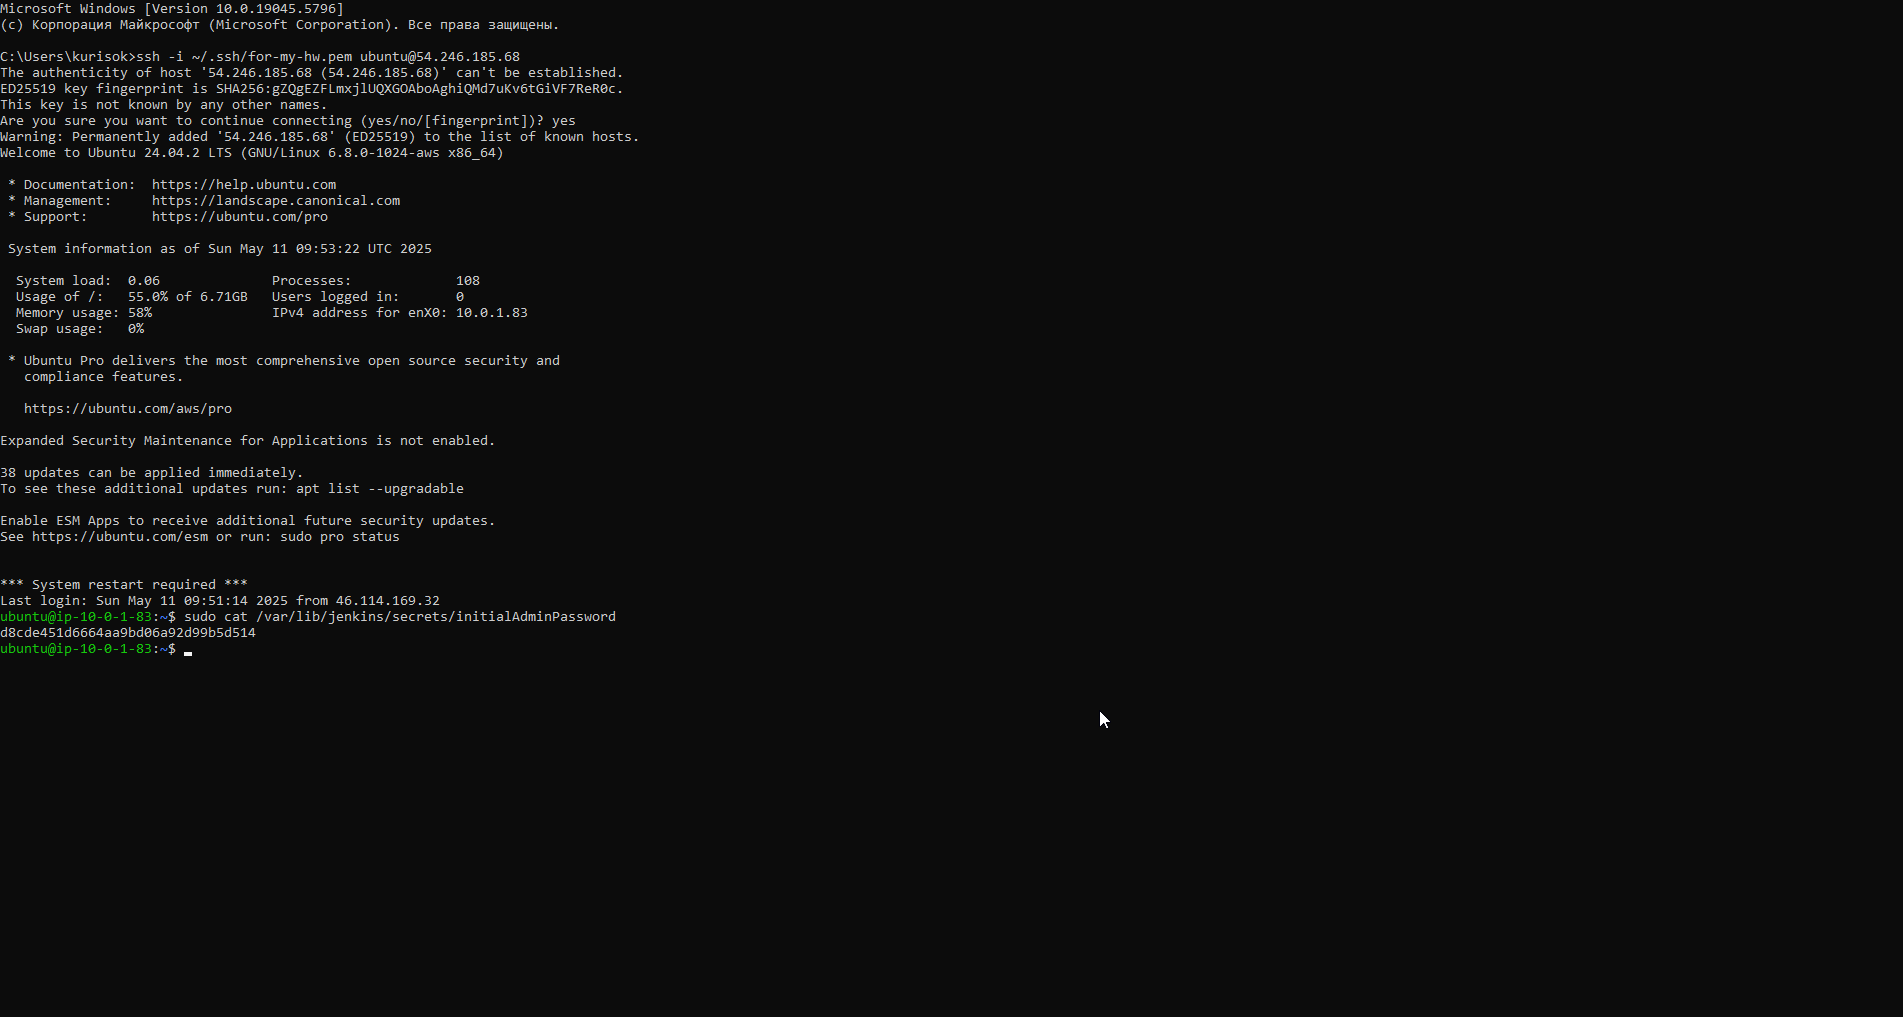 Microsoft Windows [Version 10.0.19045.5796]
(c) Корпорация Майкрософт (Microsoft Corporation). Все права защищены.
C:\Users\kurisok>ssh -i ~/.ssh/for-my-hw.pem ubuntu@54.246.185.68
The authenticity of host '54.246.185.68 (54.246.185.68)' can't be established.
ED25519 key fingerprint is SHA256:gZQgEZFLmxjlUQXGOAboAghiQMd7uKv6tGiVF7ReR0c.
This key is not known by any other names.
Are you sure you want to continue connecting (yes/no/[fingerprint])? yes
Warning: Permanently added '54.246.185.68' (ED25519) to the list of known hosts.
Welcome to Ubuntu 24.04.2 LTS (GNU/Linux 6.8.0-1024-aws x86_64)
* Documentation:  https://help.ubuntu.com
* Management:     https://landscape.canonical.com
* Support:        https://ubuntu.com/pro
System information as of Sun May 11 09:53:22 UTC 2025
System load:  0.06              Processes:             108
Usage of /:   55.0% of 6.71GB   Users logged in:       0
Memory usage: 58%               IPv4 address for enX0: 10.0.1.83
Swap usage:   0%
* Ubuntu Pro delivers the most comprehensive open source security and
compliance features.
https://ubuntu.com/aws/pro
Expanded Security Maintenance for Applications is not enabled.
38 updates can be applied immediately.
To see these additional updates run: apt list --upgradable
Enable ESM Apps to receive additional future security updates.
See https://ubuntu.com/esm or run: sudo pro status
*** System restart required ***
Last login: Sun May 11 09:51:14 2025 from 46.114.169.32
ubuntu@ip-10-0-1-83:~$ sudo cat /var/lib/jenkins/secrets/initialAdminPassword
d8cde451d6664aa9bd06a92d99b5d514
ubuntu@ip-10-0-1-83:~$